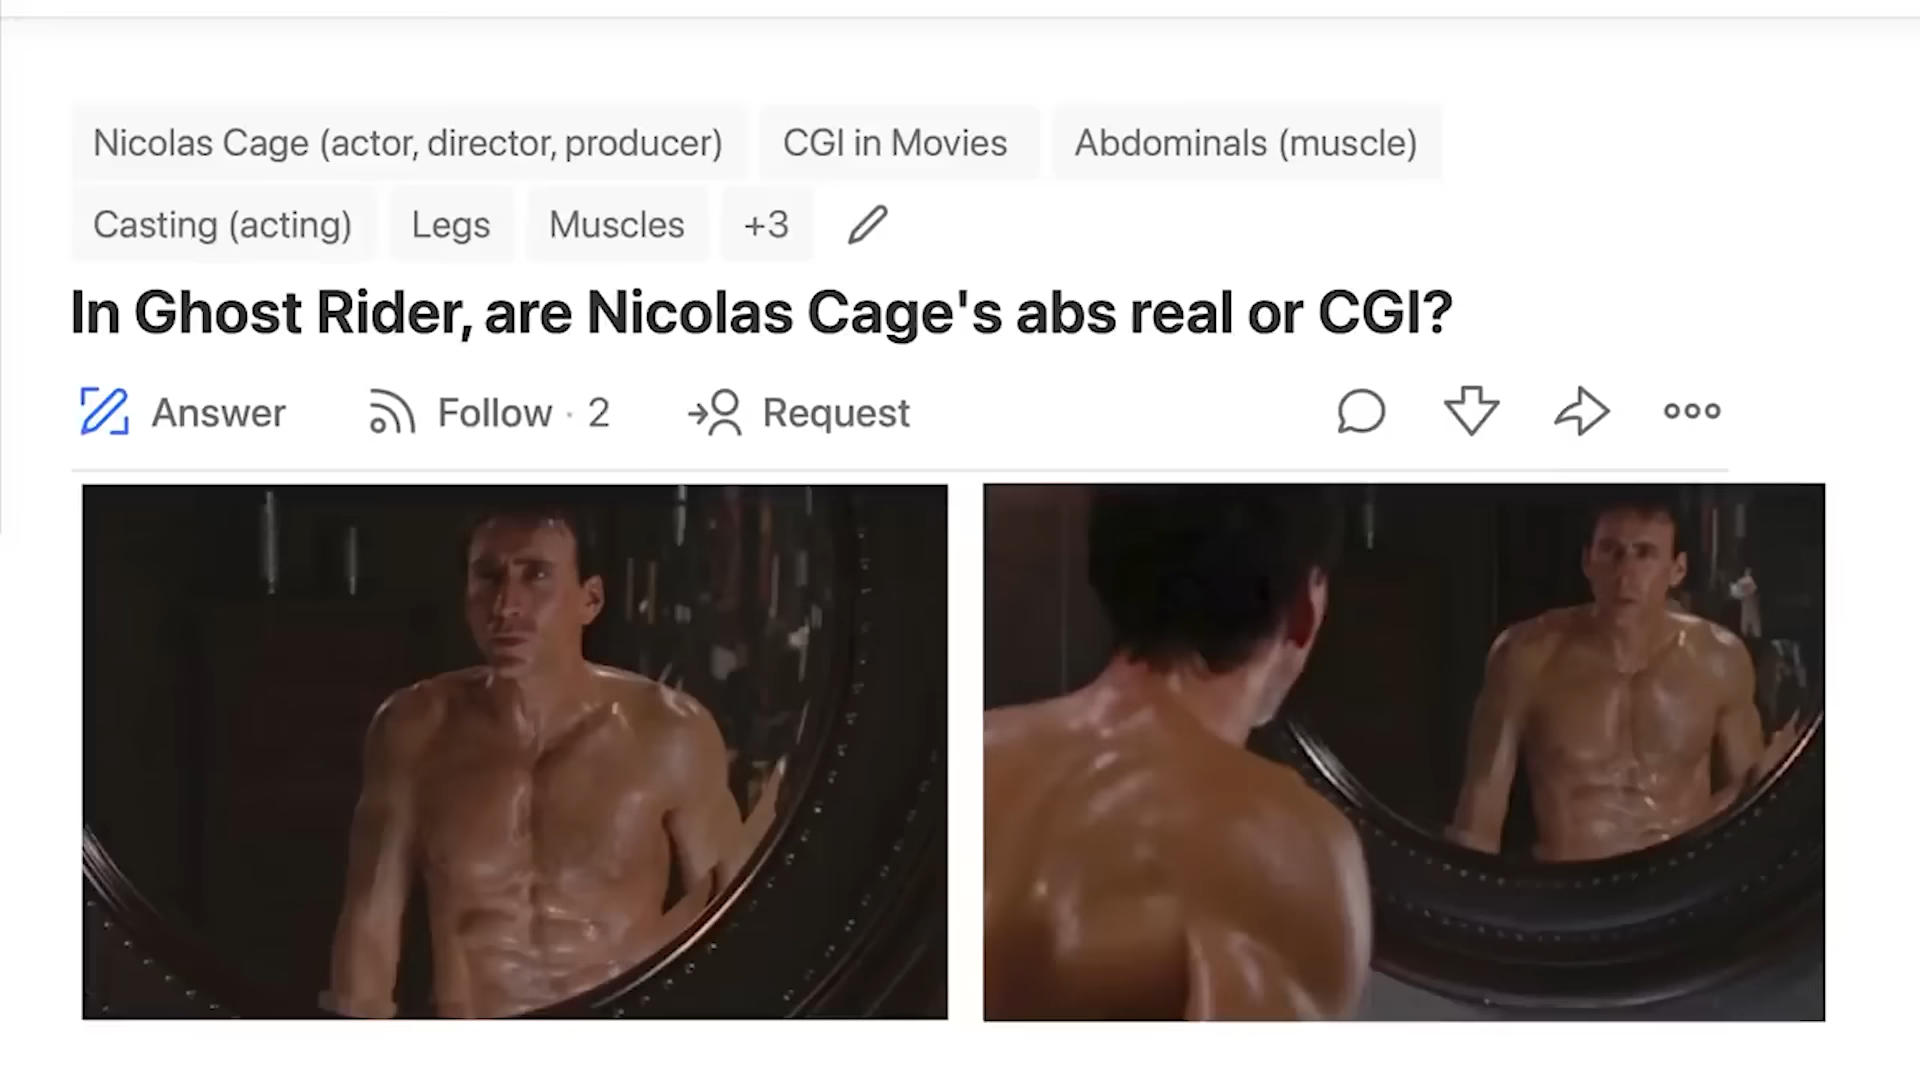 Nicolas Cage (actor, director, producer) CGI in Movies Abdominals (muscle)
Casting (acting) Legs Muscles +3
In Ghost Rider, are Nicolas Cage's abs real or CGI?
Answer Follow · 2 Request